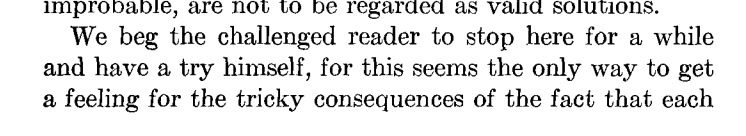 improbable, are not to be regarded as valid solutions.
We beg the challenged reader to stop here for a while
and have a try himself, for this seems the only way to get
a feeling for the tricky consequences of the fact that each